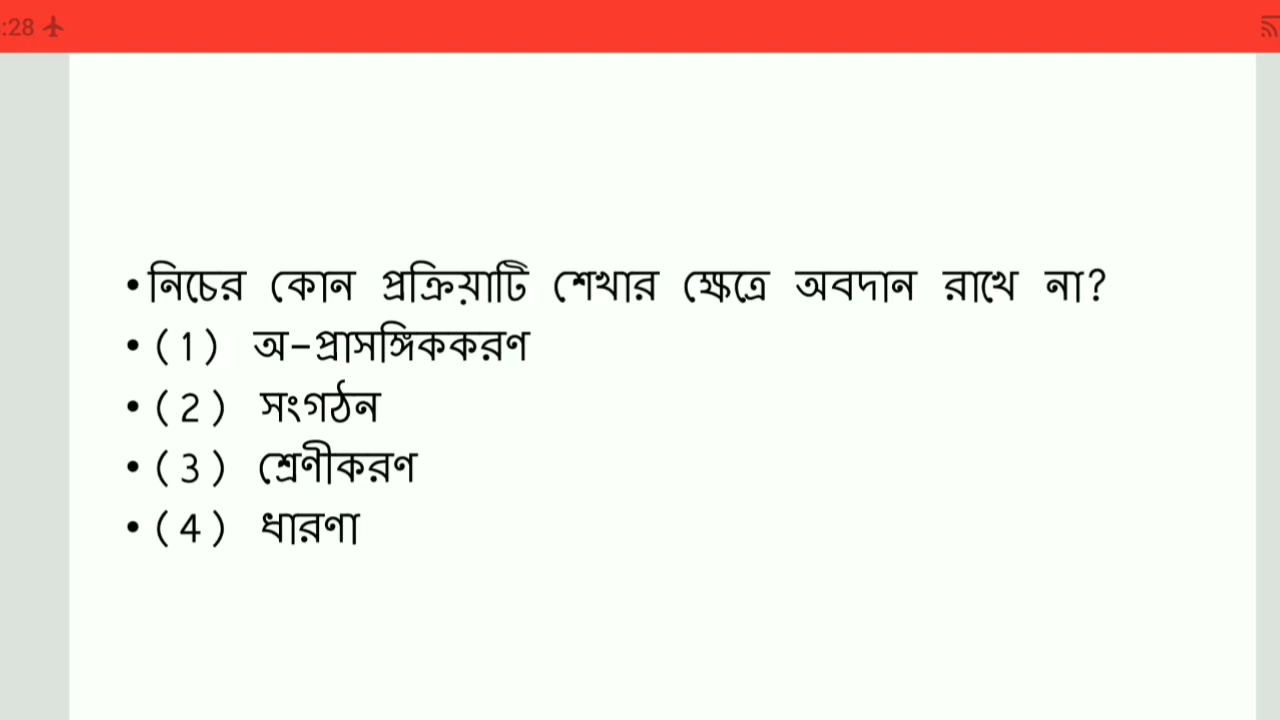 :28
•নিচের কোন প্রক্রিয়াটি শেখার ক্ষেত্রে অবদান রাখে না?
•(1) অ-প্রাসঙ্গিককরণ
•(2) সংগঠন
•(3) শ্রেণীকরণ
•(4) ধারণা